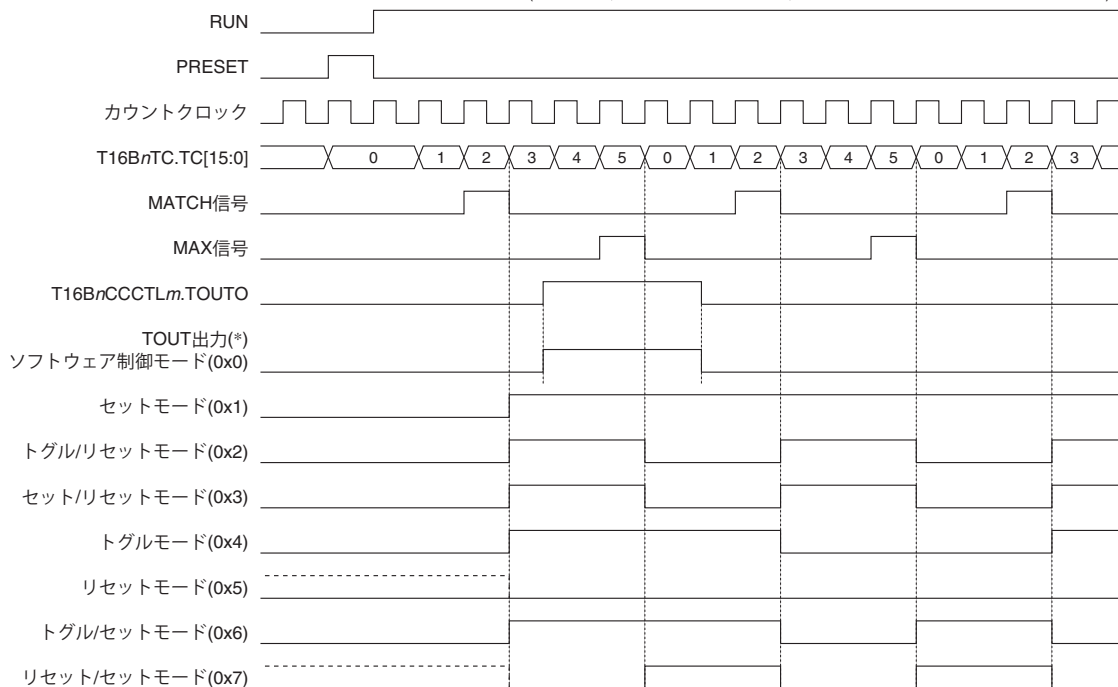 RUN
PRESET
カウントクロック
T16BnTC.TC[15:0] 0 1 2 3 4 5 0 1 2 3 4 5 0 1 2 3
MATCH信号
MAX信号
T16BnCCCTLm.TOUTO
TOUT出力(*)
ソフトウェア制御モード(0x0)
セットモード(0x1)
トグル/リセットモード(0x2)
セット/リセットモード(0x3)
トグルモード(0x4)
リセットモード(0x5)
トグル/セットモード(0x6)
リセット/セットモード(0x7)